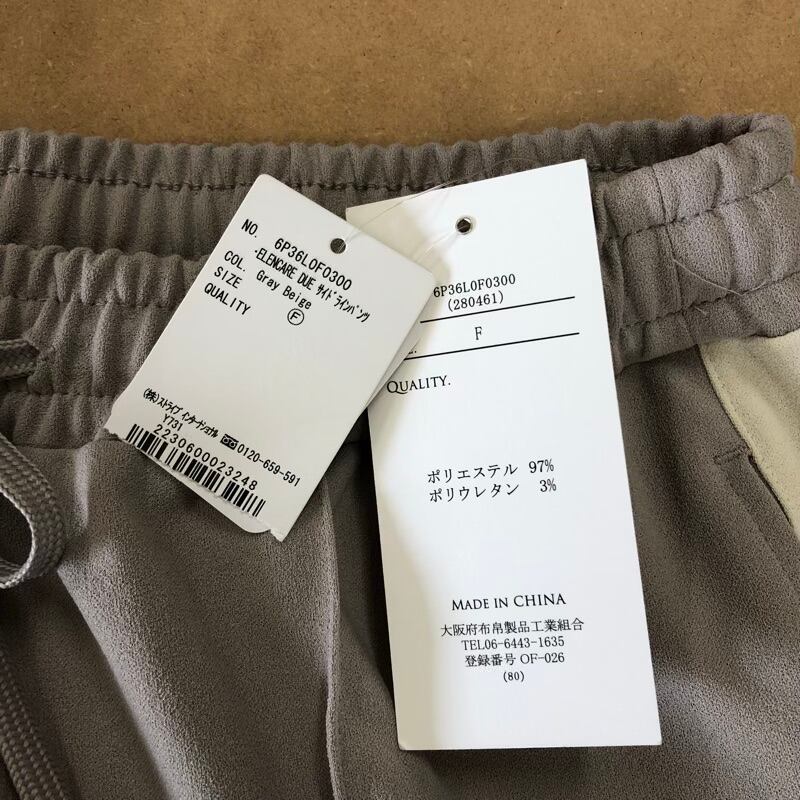 NO. 6P36L0F0300
・ELENCARE DUE サイドラインパンツ
COL. Grey Beige
SIZE Ⓕ
QUALITY
(株)ストライプインターナショナル 0120-659-591
Y731
2230600023248
6P36L0F0300
(280461)
F
QUALITY.
ポリエステル 97%
ポリウレタン 3%
MADE IN CHINA
大阪府布帛製品工業組合
TEL06-6443-1635
登録番号 OF-026
(80)